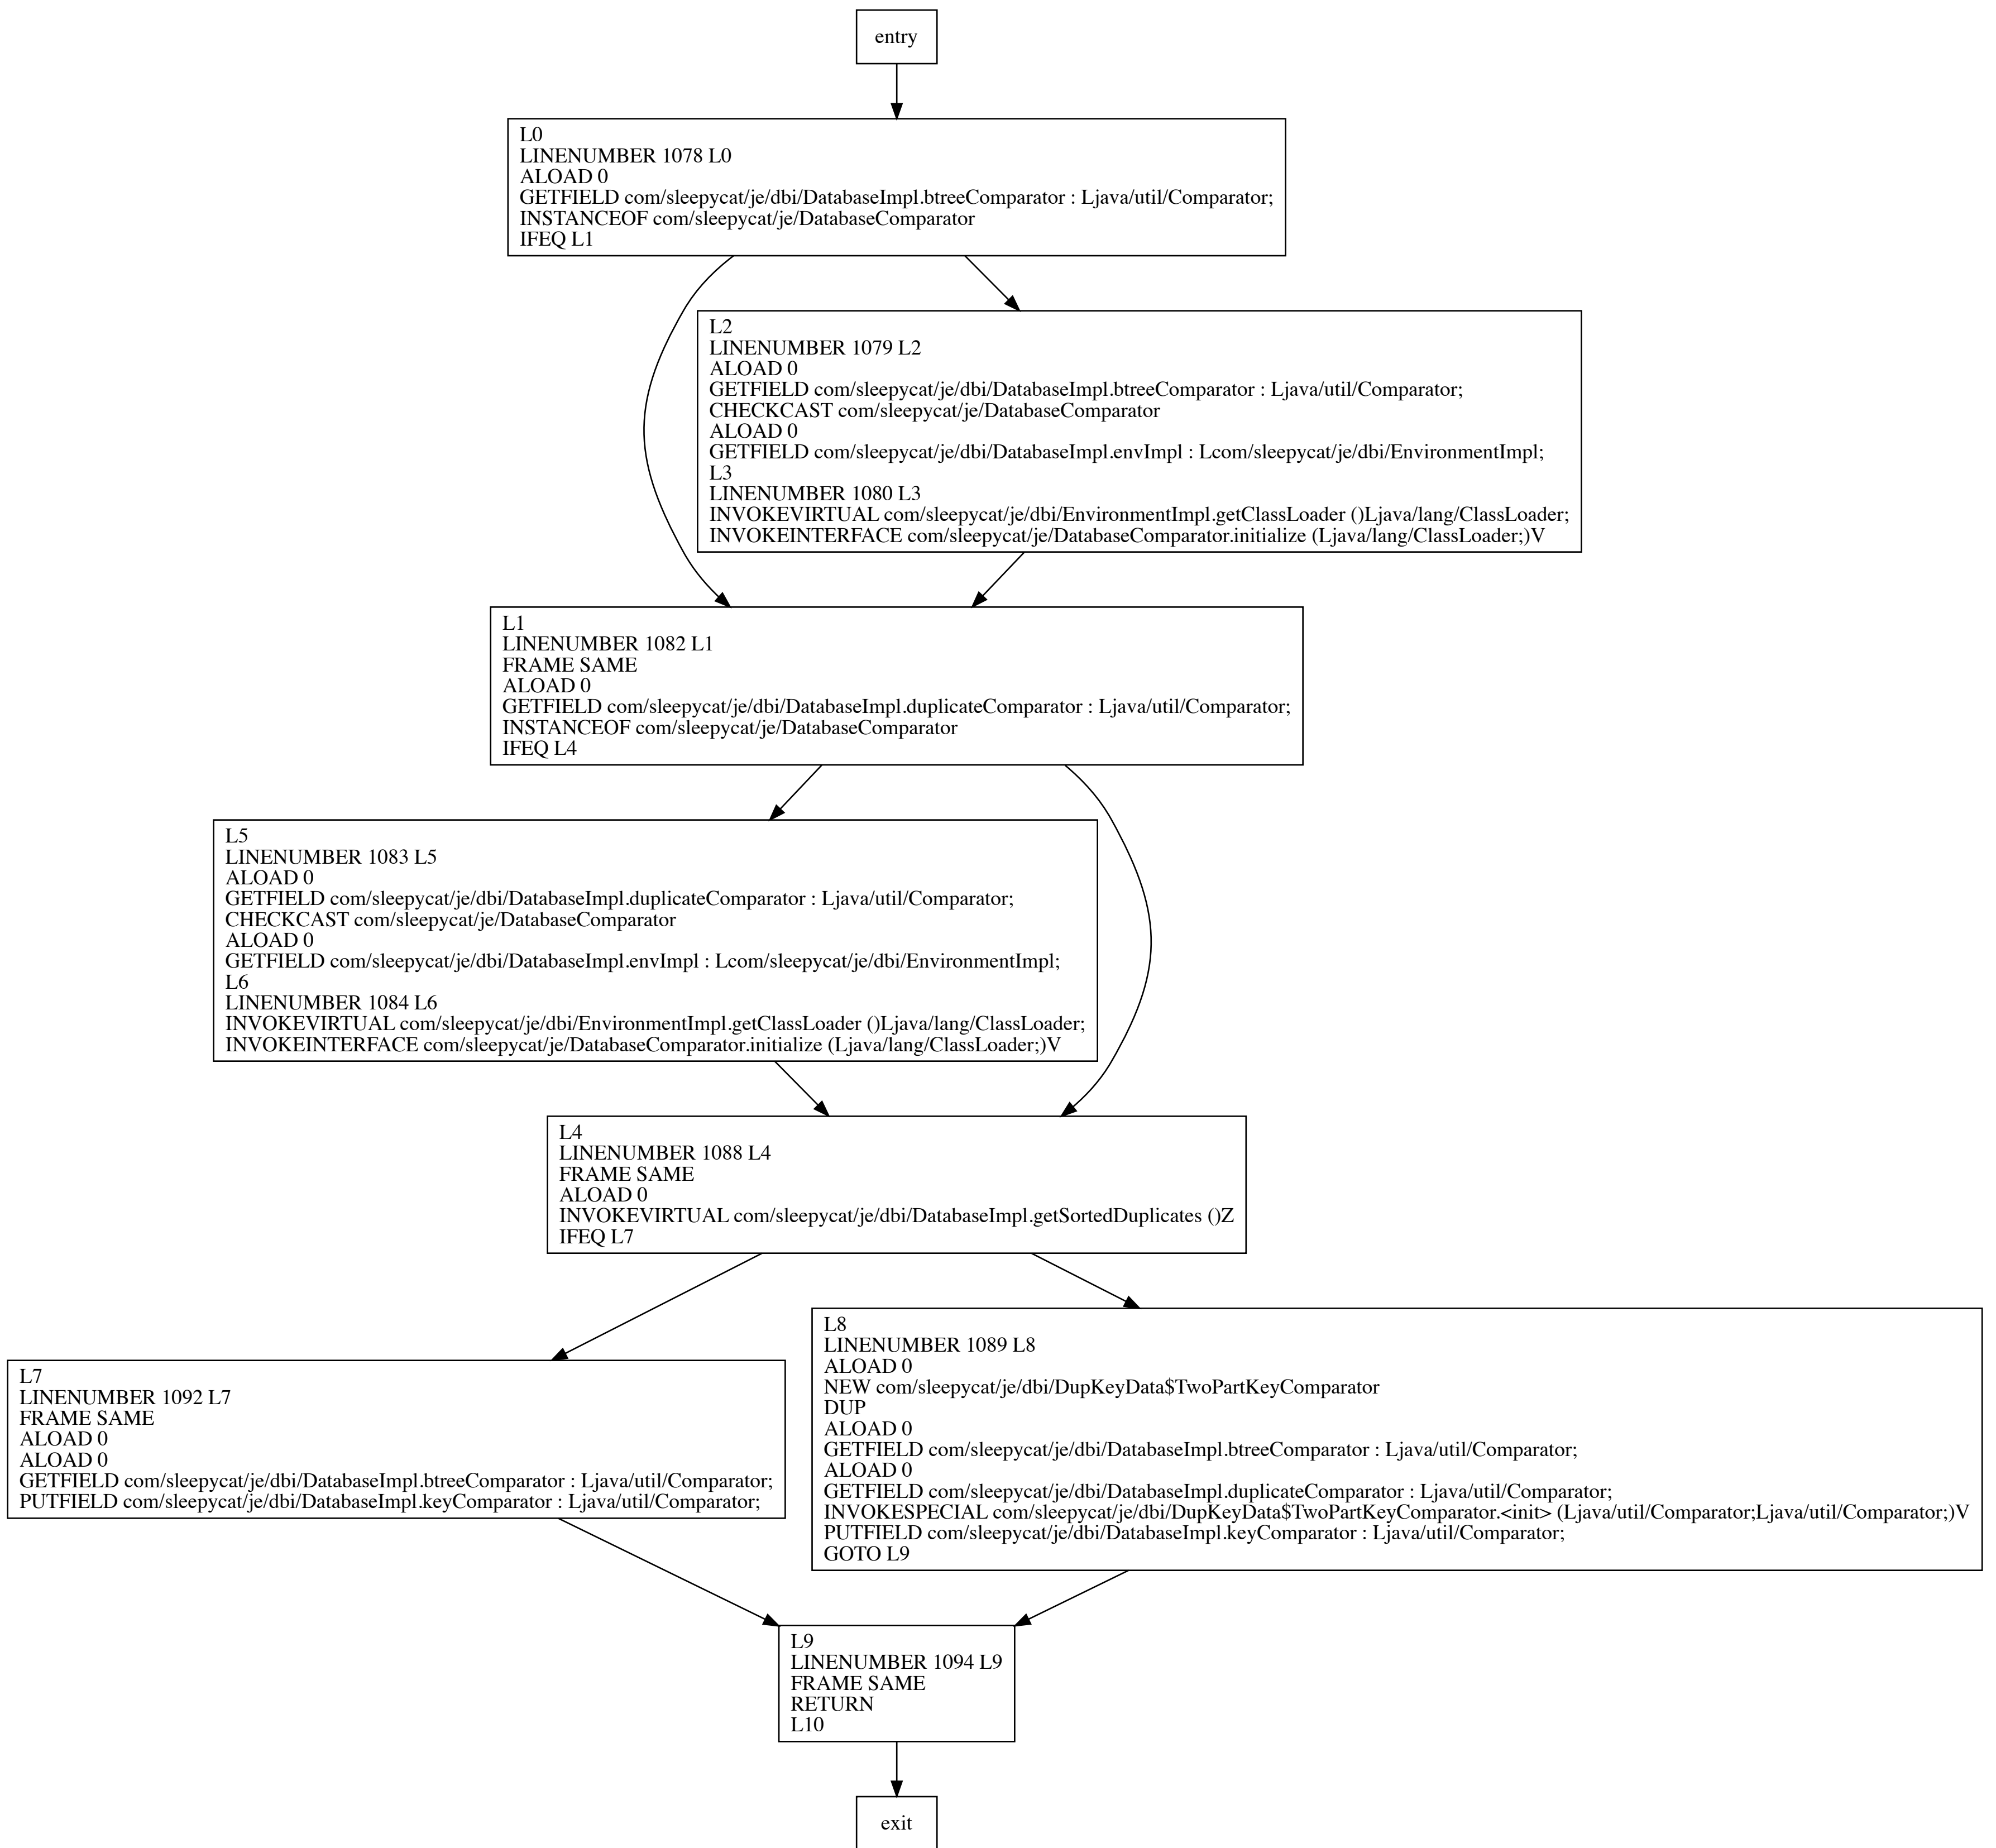 entry
L0
LINENUMBER 1078 L0
ALOAD 0
GETFIELD com/sleepycat/je/dbi/DatabaseImpl.btreeComparator : Ljava/util/Comparator;
INSTANCEOF com/sleepycat/je/DatabaseComparator
IFEQ L1
L2
LINENUMBER 1079 L2
ALOAD 0
GETFIELD com/sleepycat/je/dbi/DatabaseImpl.btreeComparator : Ljava/util/Comparator;
CHECKCAST com/sleepycat/je/DatabaseComparator
ALOAD 0
GETFIELD com/sleepycat/je/dbi/DatabaseImpl.envImpl : Lcom/sleepycat/je/dbi/EnvironmentImpl;
L3
LINENUMBER 1080 L3
INVOKEVIRTUAL com/sleepycat/je/dbi/EnvironmentImpl.getClassLoader ()Ljava/lang/ClassLoader;
INVOKEINTERFACE com/sleepycat/je/DatabaseComparator.initialize (Ljava/lang/ClassLoader;)V
L1
LINENUMBER 1082 L1
FRAME SAME
ALOAD 0
GETFIELD com/sleepycat/je/dbi/DatabaseImpl.duplicateComparator : Ljava/util/Comparator;
INSTANCEOF com/sleepycat/je/DatabaseComparator
IFEQ L4
L5
LINENUMBER 1083 L5
ALOAD 0
GETFIELD com/sleepycat/je/dbi/DatabaseImpl.duplicateComparator : Ljava/util/Comparator;
CHECKCAST com/sleepycat/je/DatabaseComparator
ALOAD 0
GETFIELD com/sleepycat/je/dbi/DatabaseImpl.envImpl : Lcom/sleepycat/je/dbi/EnvironmentImpl;
L6
LINENUMBER 1084 L6
INVOKEVIRTUAL com/sleepycat/je/dbi/EnvironmentImpl.getClassLoader ()Ljava/lang/ClassLoader;
INVOKEINTERFACE com/sleepycat/je/DatabaseComparator.initialize (Ljava/lang/ClassLoader;)V
L4
LINENUMBER 1088 L4
FRAME SAME
ALOAD 0
INVOKEVIRTUAL com/sleepycat/je/dbi/DatabaseImpl.getSortedDuplicates ()Z
IFEQ L7
L7
LINENUMBER 1092 L7
FRAME SAME
ALOAD 0
ALOAD 0
GETFIELD com/sleepycat/je/dbi/DatabaseImpl.btreeComparator : Ljava/util/Comparator;
PUTFIELD com/sleepycat/je/dbi/DatabaseImpl.keyComparator : Ljava/util/Comparator;
L8
LINENUMBER 1089 L8
ALOAD 0
NEW com/sleepycat/je/dbi/DupKeyData$TwoPartKeyComparator
DUP
ALOAD 0
GETFIELD com/sleepycat/je/dbi/DatabaseImpl.btreeComparator : Ljava/util/Comparator;
ALOAD 0
GETFIELD com/sleepycat/je/dbi/DatabaseImpl.duplicateComparator : Ljava/util/Comparator;
INVOKESPECIAL com/sleepycat/je/dbi/DupKeyData$TwoPartKeyComparator.<init> (Ljava/util/Comparator;Ljava/util/Comparator;)V
PUTFIELD com/sleepycat/je/dbi/DatabaseImpl.keyComparator : Ljava/util/Comparator;
GOTO L9
L9
LINENUMBER 1094 L9
FRAME SAME
RETURN
L10
exit